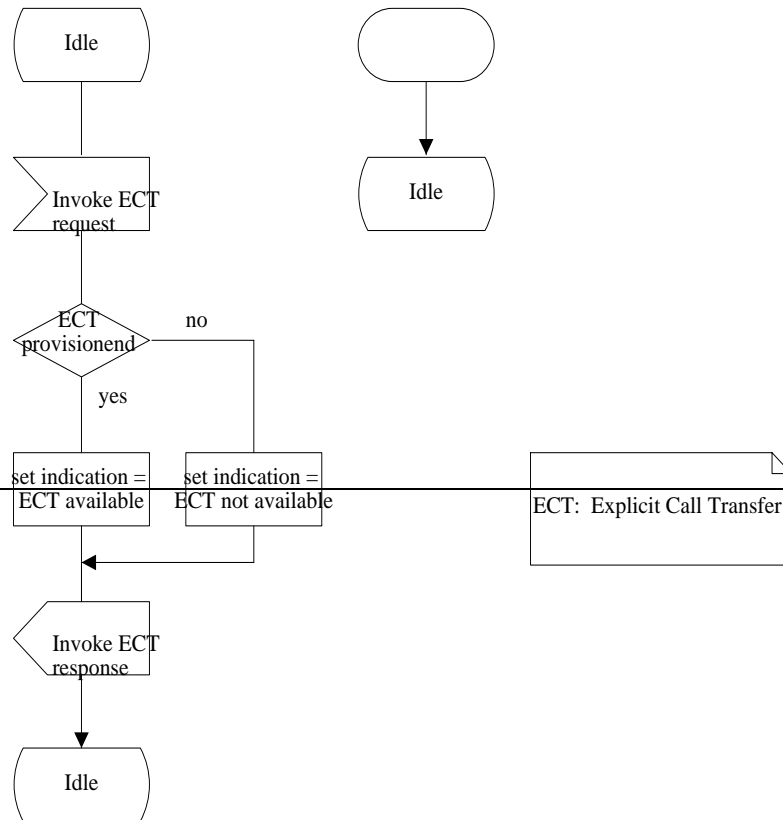 Idle
Idle
Invoke ECT
request
ECT
provisionend
no
yes
set indication =
ECT available
set indication =
ECT not available
ECT: Explicit Call Transfer
Invoke ECT
response
Idle